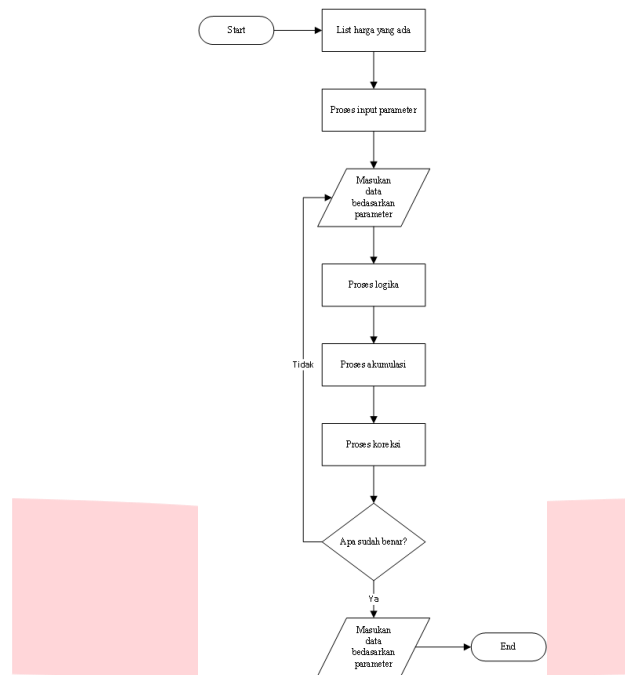 Start
List harga yang ada
Proses input parameter
Masukan
data
bedasarkan
parameter
Proses logika
Tidak
Proses akumulasi
Proses koreksi
Apa sudah benar?
Ya
Masukan
data
bedasarkan
parameter
End